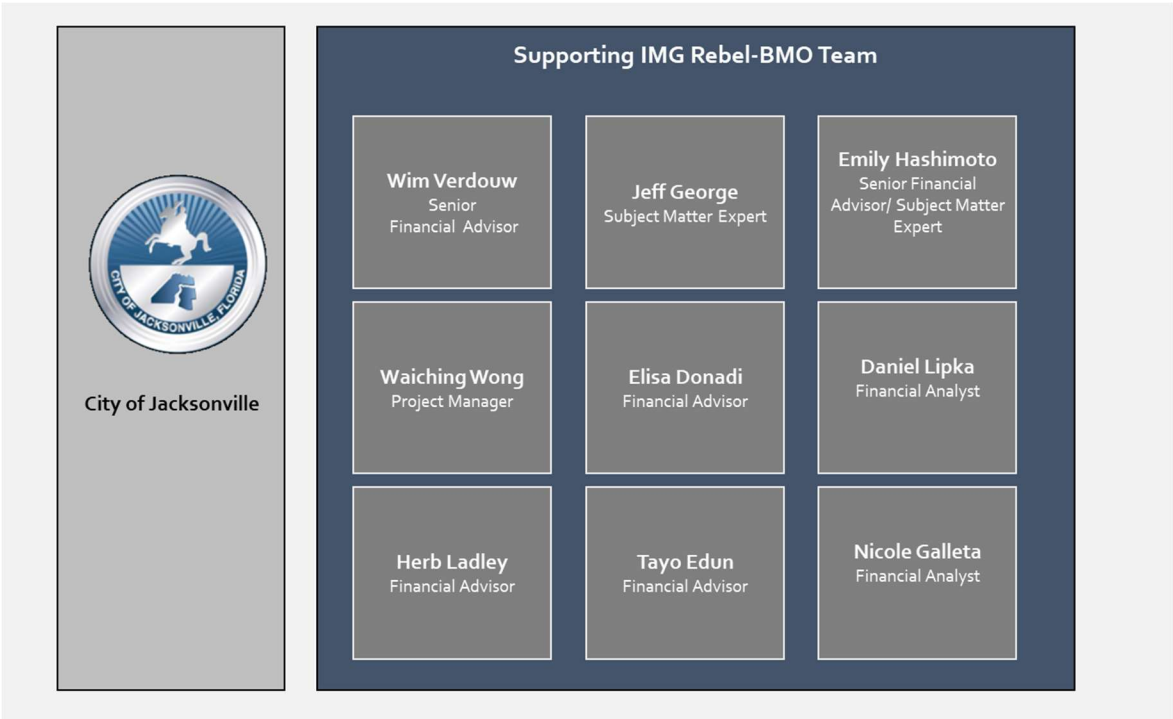 Supporting IMG Rebel-BMO Team
CITY OF JACKSONVILLE, FLORIDA
City of Jacksonville
Wim Verdouw
Senior
Financial Advisor
Jeff George
Subject Matter Expert
Emily Hashimoto
Senior Financial
Advisor/ Subject Matter
Expert
Waiching Wong
Project Manager
Elisa Donadi
Financial Advisor
Daniel Lipka
Financial Analyst
Herb Ladley
Financial Advisor
Tayo Edun
Financial Advisor
Nicole Galleta
Financial Analyst